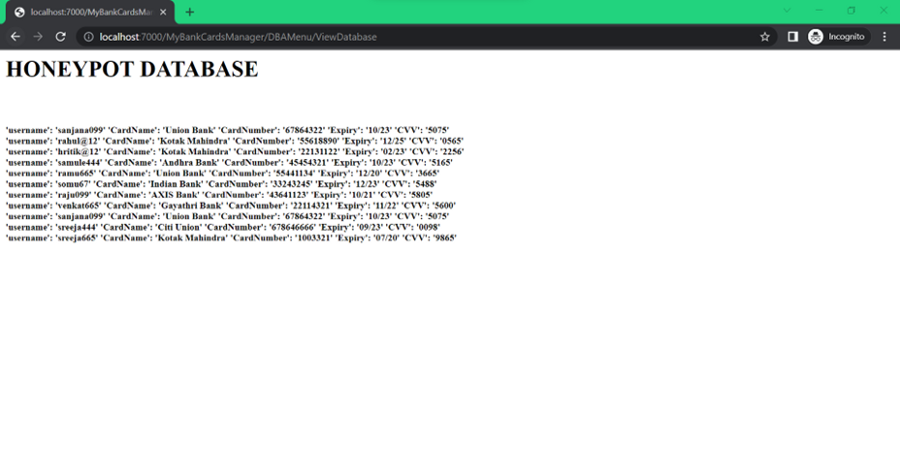 localhost:7000/MyBankCardsMa
localhost:7000/MyBankCardsManager/DBAMenu/ViewDatabase
Incognito
HONEYPOT DATABASE
'username': 'sanjana099' 'CardName': 'Union Bank' 'CardNumber': '67864322' 'Expiry': '10/23' 'CVV': '5075'
'username': 'rahul@12' 'CardName': 'Kotak Mahindra' 'CardNumber': '55618890' 'Expiry': '12/25' 'CVV': '0565'
'username': 'hritik@12' 'CardName': 'Kotak Mahindra' 'CardNumber': '22131122' 'Expiry': '02/23' 'CVV': '2256'
'username': 'samule444' 'CardName': 'Andhra Bank' 'CardNumber': '45454321' 'Expiry': '10/23' 'CVV': '5165'
'username': 'ramu665' 'CardName': 'Union Bank' 'CardNumber': '55441134' 'Expiry': '12/20' 'CVV': '3665'
'username': 'somu67' 'CardName': 'Indian Bank' 'CardNumber': '33243245' 'Expiry': '12/23' 'CVV': '5488'
'username': 'raju099' 'CardName': 'AXIS Bank' 'CardNumber': '43641123' 'Expiry': '10/21' 'CVV': '5805'
'username': 'venkat665' 'CardName': 'Gayathri Bank' 'CardNumber': '22114321' 'Expiry': '11/22' 'CVV': '5600'
'username': 'sanjana099' 'CardName': 'Union Bank' 'CardNumber': '67864322' 'Expiry': '10/23' 'CVV': '5075'
'username': 'sreeja444' 'CardName': 'Citi Union' 'CardNumber': '678646666' 'Expiry': '09/23' 'CVV': '0098'
'username': 'sreeja665' 'CardName': 'Kotak Mahindra' 'CardNumber': '1003321' 'Expiry': '07/20' 'CVV': '9865'